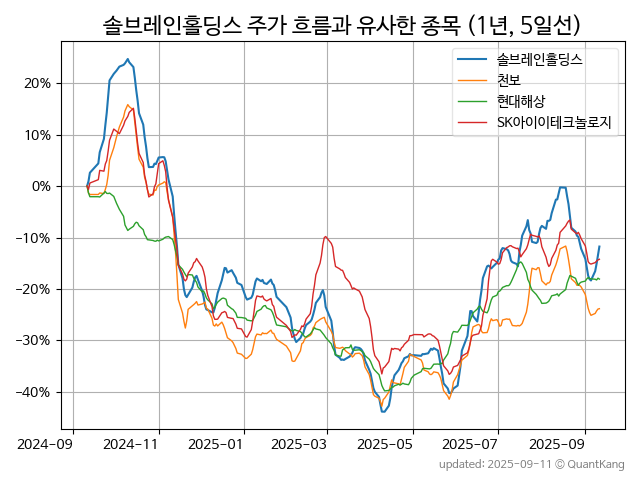 솔브레인홀딩스 주가 흐름과 유사한 종목 (1년, 5일선)
솔브레인홀딩스
천보
현대해상
SK아이이테크놀로지
20%
10%
0%
−10%
−20%
−30%
−40%
2024-09
2024-11
2025-01
2025-03
2025-05
2025-07
2025-09
updated: 2025-09-11 © QuantKang